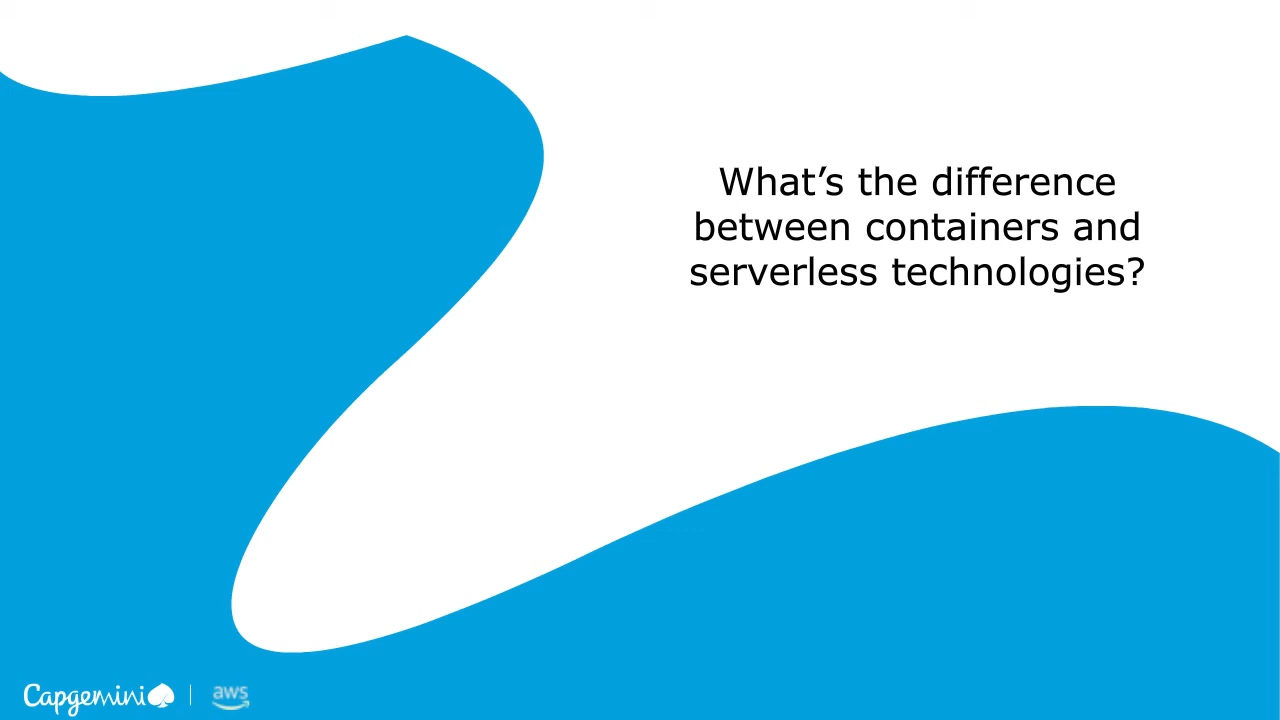 What’s the difference
between containers and
serverless technologies?
Capgemini
aws